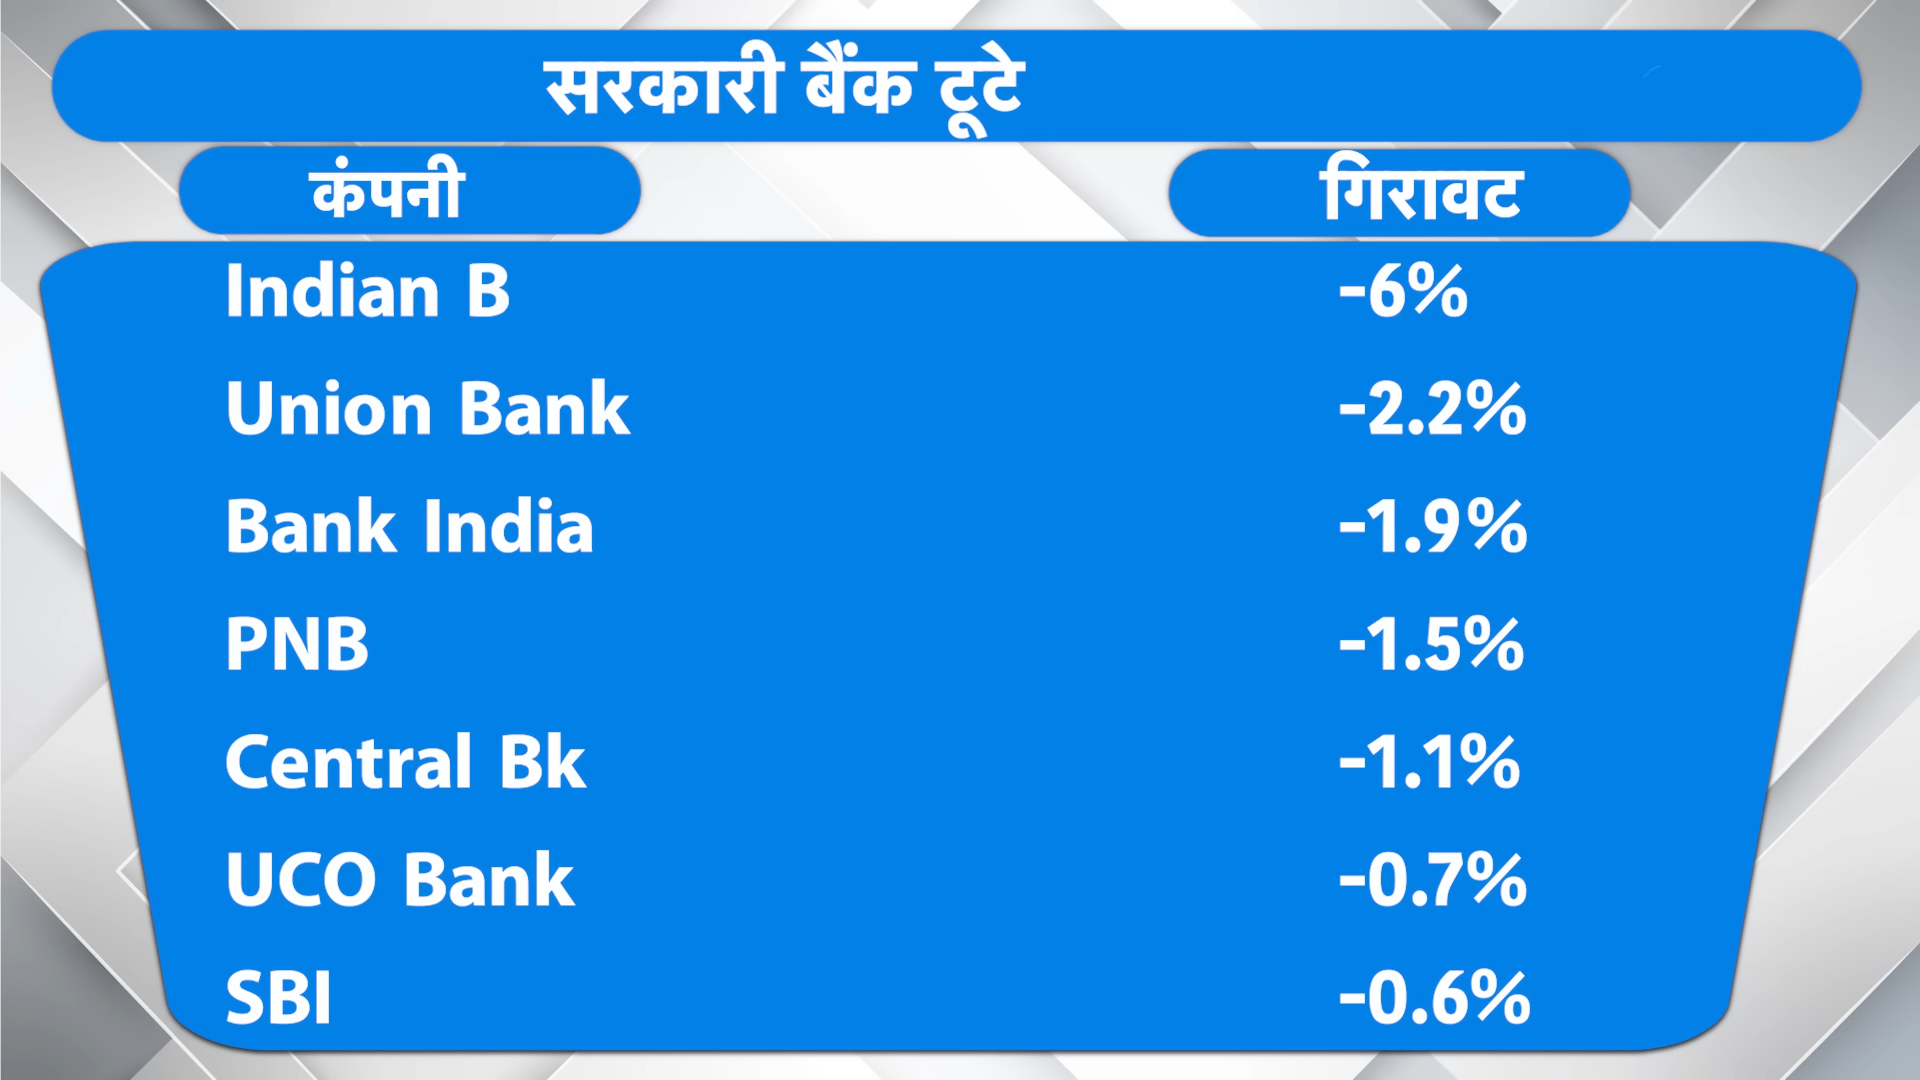 सरकारी बैंक टूटे
कंपनी गिरावट
Indian B -6%
Union Bank -2.2%
Bank India -1.9%
PNB -1.5%
Central Bk -1.1%
UCO Bank -0.7%
SBI -0.6%